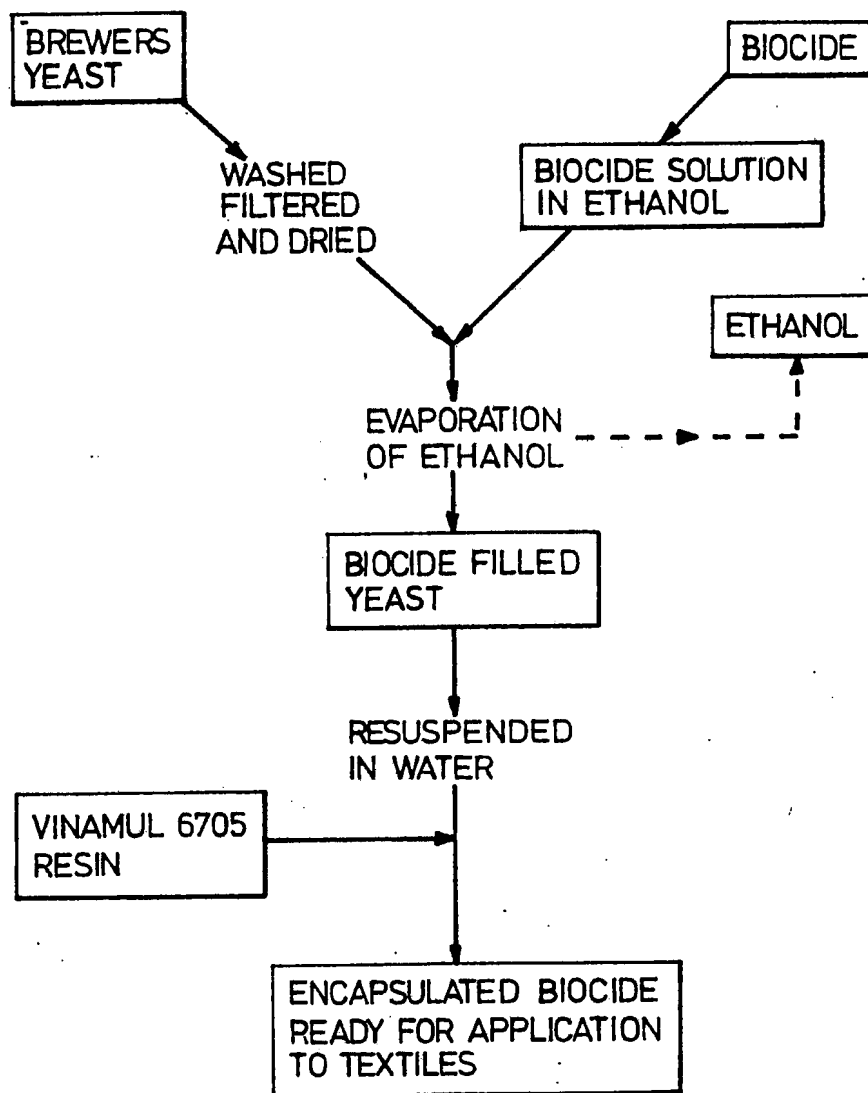 BREWERS
YEAST
BIOCIDE
WASHED
FILTERED
AND DRIED
BIOCIDE SOLUTION
IN ETHANOL
ETHANOL
EVAPORATION
OF ETHANOL
BIOCIDE FILLED
YEAST
RESUSPENDED
IN WATER
VINAMUL 6705
RESIN
ENCAPSULATED BIOCIDE
READY FOR APPLICATION
TO TEXTILES